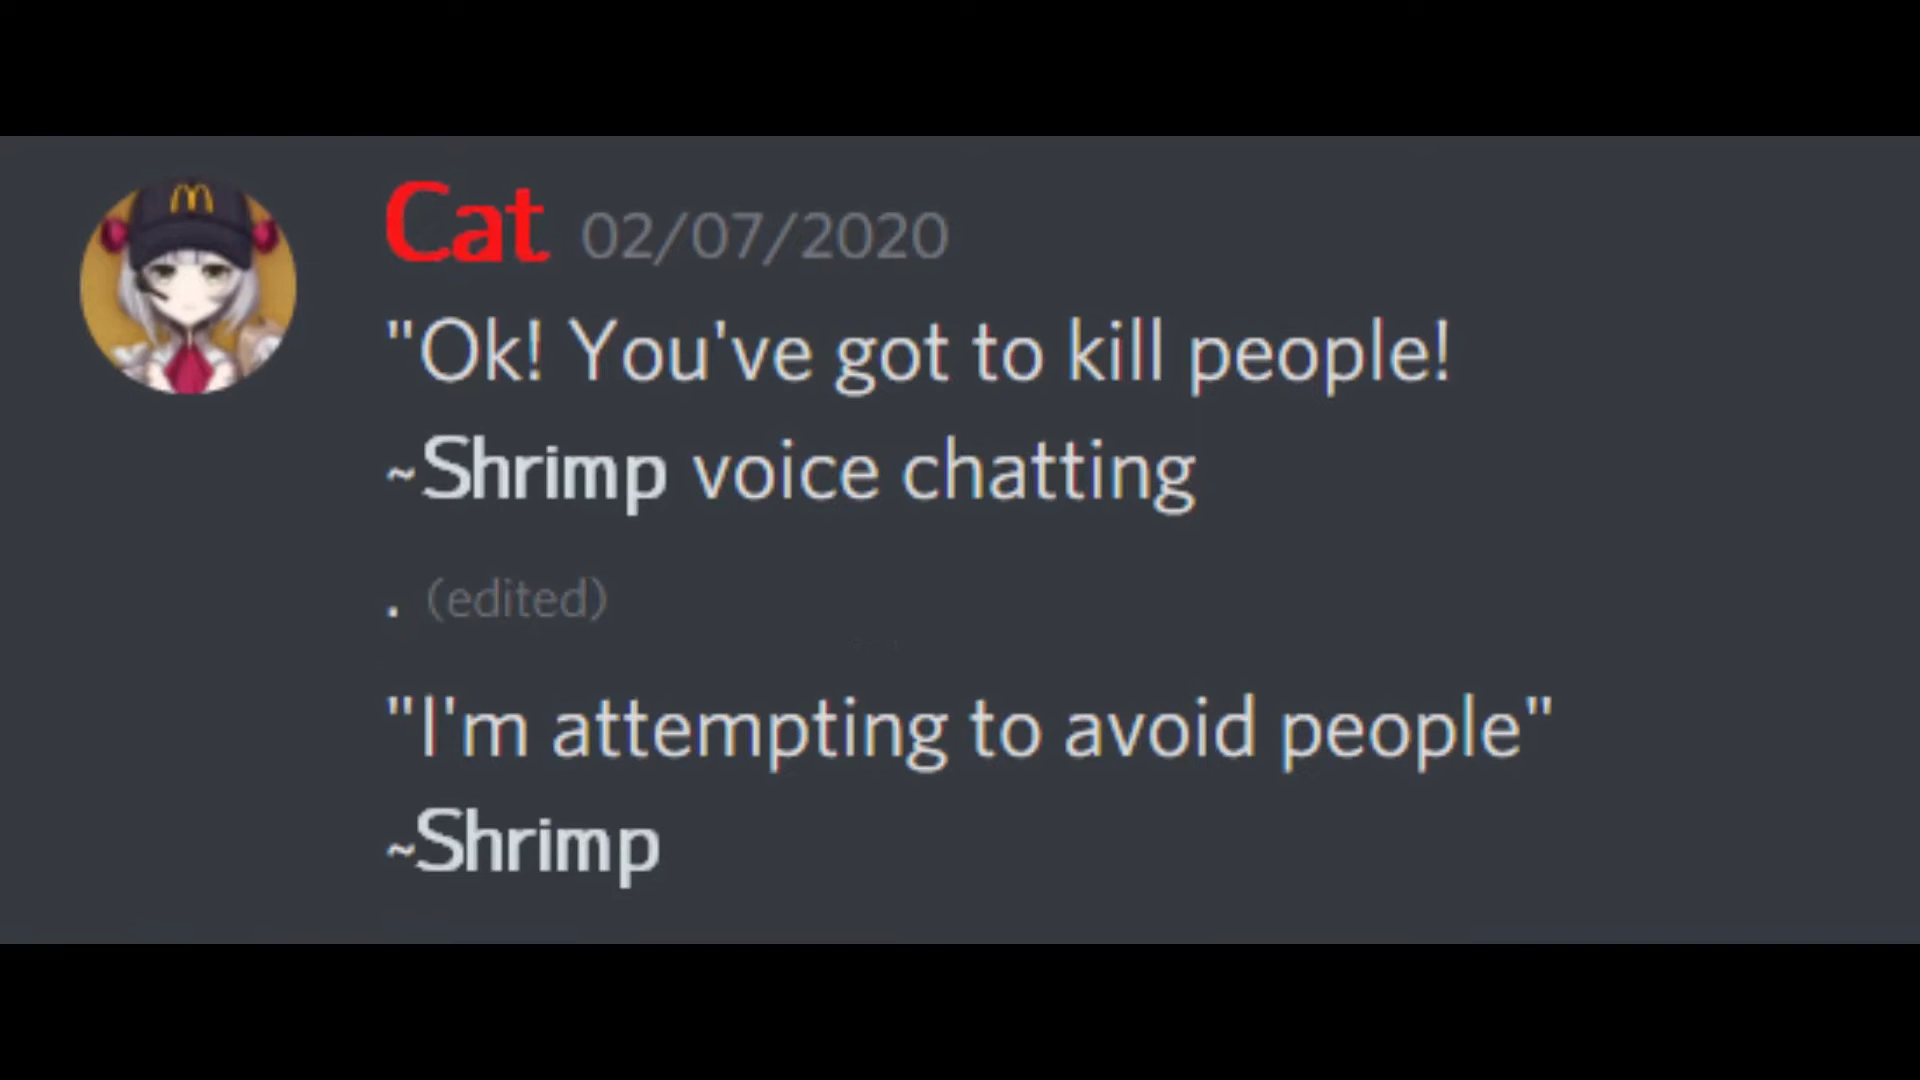 Cat 02/07/2020
"Ok! You've got to kill people!
~Shrimp voice chatting
. (edited)
"I'm attempting to avoid people"
~Shrimp